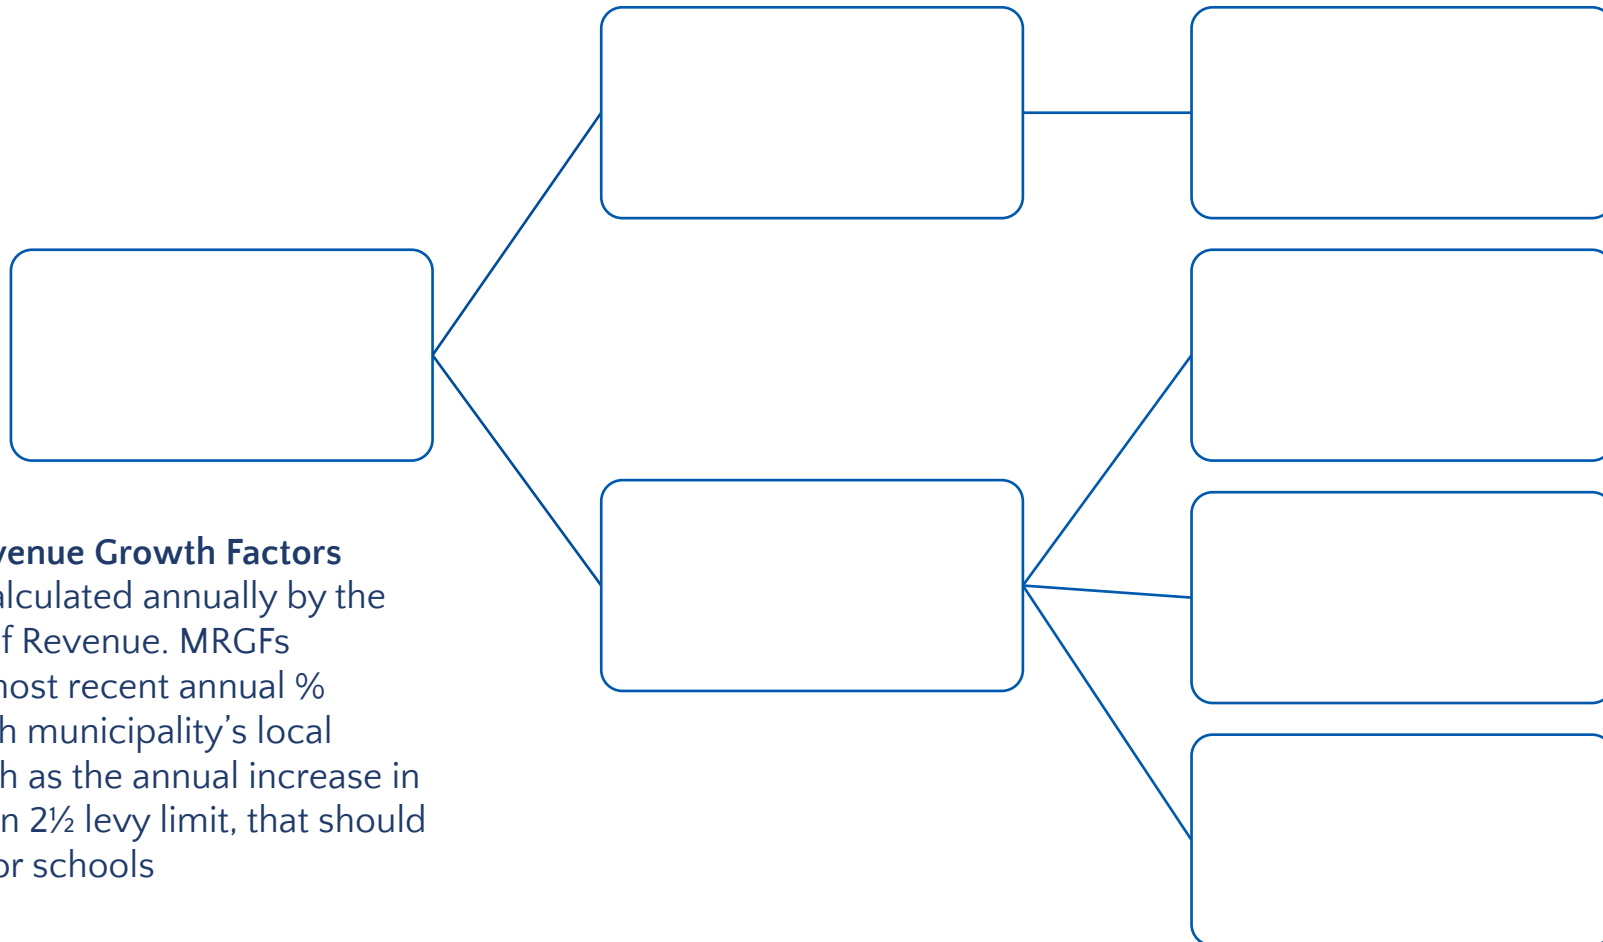 venue Growth Factors
alculated annually by the
f Revenue. MRGFs
nost recent annual %
h municipality’s local
h as the annual increase in
n 2½ levy limit, that should
or schools